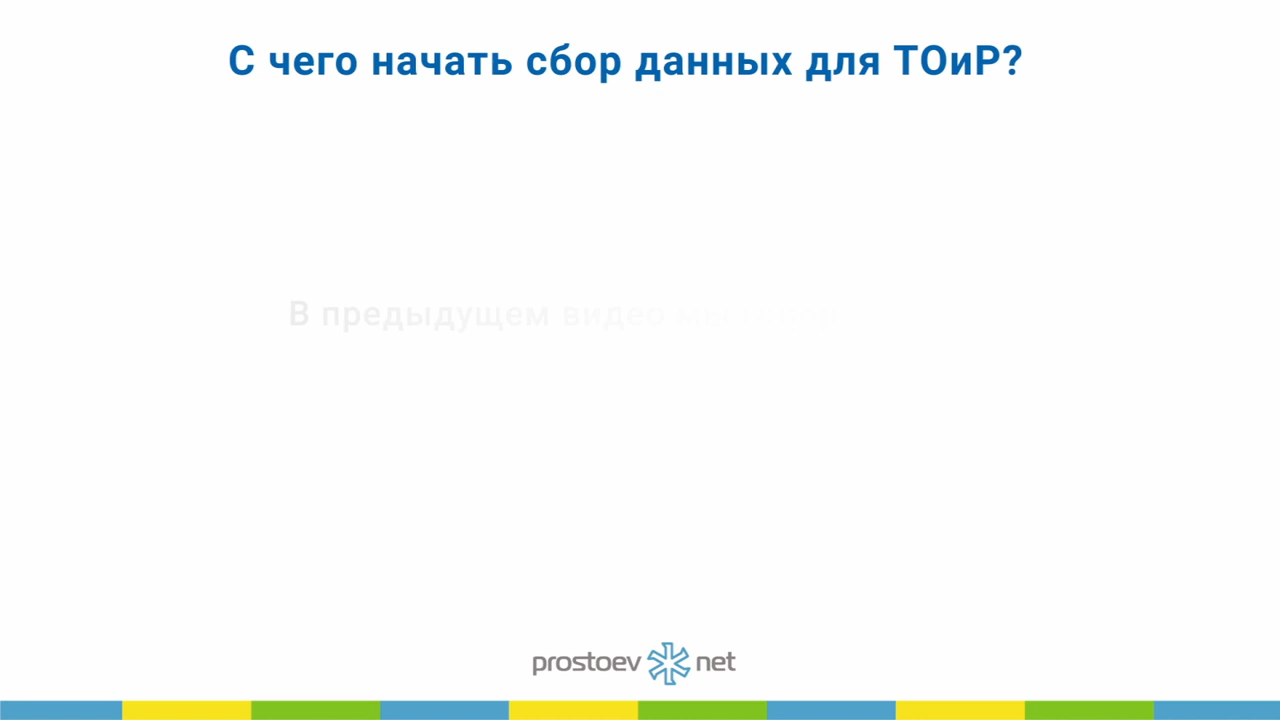 С чего начать сбор данных для ТОиР?
В предыдущем видео мы
prostoev net